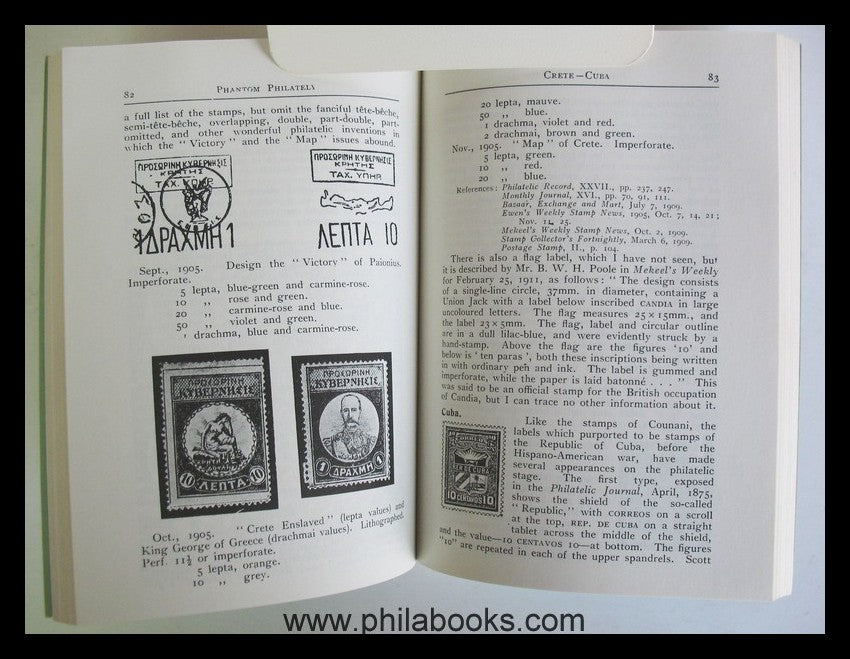 82 PHANTOM PHILATELY
a full list of the stamps, but omit the fanciful tête-bêche,
semi-tête-bêche, overlapping, double, part-double, part-
omitted, and other wonderful philatelic inventions in
which the "Victory" and the "Map" issues abound.
ΠΡΟΣΩΡΙΝΗ ΚΥΒΕΡΝΗΣΙΣ
ΚΡΗΤΗΣ
ΤΑΧ. ΥΠΗΡ.
1 ΔΡΑΧΜΗ 1
ΠΡΟΣΩΡΙΝΗ ΚΥΒΕΡΝΗΣΙΣ
ΚΡΗΤΗΣ
ΤΑΧ. ΥΠΗΡ.
ΛΕΠΤΑ 10
Sept., 1905. Design the "Victory" of Paionius.
Imperforate.
5 lepta, blue-green and carmine-rose.
10 ,, rose and green.
20 ,, carmine-rose and blue.
50 ,, violet and green.
1 drachma, blue and carmine-rose.
ΠΡΟΣΩΡΙΝΗ
ΚΥΒΕΡΝΗΣΙΣ
10 ΛΕΠΤΑ 10
ΠΡΟΣΩΡΙΝΗ
ΚΥΒΕΡΝΗΣΙΣ
1 ΔΡΑΧΜΗ 1
Oct., 1905. "Crete Enslaved" (lepta values) and
King George of Greece (drachmai values). Lithographed.
Perf. 11½ or imperforate.
5 lepta, orange.
10 ,, grey.
CRETE—CUBA 83
20 lepta, mauve.
50 ,, blue.
1 drachma, violet and red.
2 drachmai, brown and green.
Nov., 1905. "Map" of Crete. Imperforate.
5 lepta, green.
10 ,, red.
20 ,, blue.
References: Philatelic Record, XXVII., pp. 237, 247.
Monthly Journal, XVI., pp. 70, 91, 111.
Bazaar, Exchange and Mart, July 7, 1909.
Ewen's Weekly Stamp News, 1905, Oct. 7, 14, 21;
Nov. 11, 25.
Mekeel's Weekly Stamp News, Oct. 2, 1909.
Stamp Collector's Fortnightly, March 6, 1909.
Postage Stamp, II., p. 104.
There is also a flag label, which I have not seen, but
it is described by Mr. B. W. H. Poole in Mekeel's Weekly
for February 25, 1911, as follows: "The design consists
of a single-line circle, 37mm. in diameter, containing a
Union Jack with a label below inscribed CANDIA in large
uncoloured letters. The flag measures 25×15mm., and
the label 23×5mm. The flag, label and circular outline
are in a dull lilac-blue, and were evidently struck by a
hand-stamp. Above the flag are the figures '10' and
below is 'ten paras', both these inscriptions being written
in with ordinary pen and ink. The label is gummed and
imperforate, while the paper is laid batonné . . ." This
was said to be an official stamp for the British occupation
of Candia, but I can trace no other information about it.
Cuba.
Like the stamps of Counani, the
labels which purported to be stamps of
the Republic of Cuba, before the
Hispano-American war, have made
several appearances on the philatelic
stage. The first type, exposed
in the Philatelic Journal, April, 1875,
shows the shield of the so-called
"Republic," with CORREOS on a scroll
at the top, REP. DE CUBA on a straight
tablet across the middle of the shield,
and the value—10 CENTAVOS 10—at bottom. The figures
"10" are repeated in each of the upper spandrels. Scott
DE CUBA
10 CENTAVOS 10
www.philabooks.com